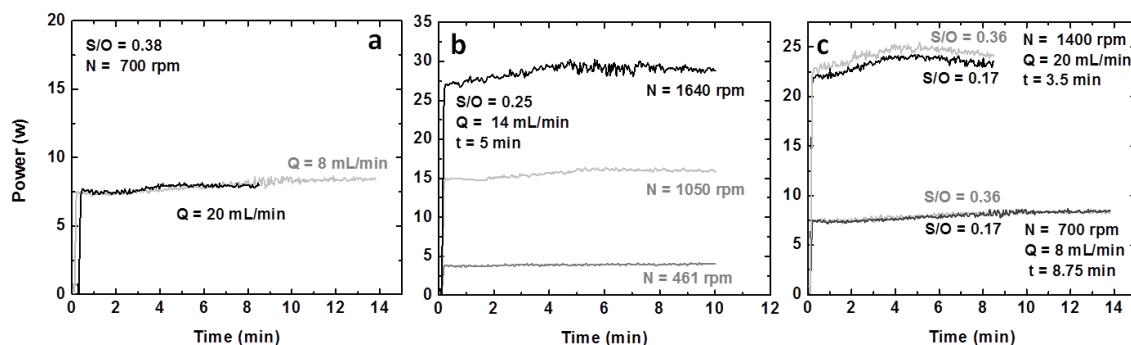 Power (w)
20
15
10
5
0
S/O = 0.38
N = 700 rpm
a
Q = 8 mL/min
Q = 20 mL/min
0 2 4 6 8 10 12 14
Time (min)
35
30
25
20
15
10
5
0
b
N = 1640 rpm
S/O = 0.25
Q = 14 mL/min
t = 5 min
N = 1050 rpm
N = 461 rpm
0 2 4 6 8 10 12
Time (min)
25
20
15
10
5
0
c
S/O = 0.36
S/O = 0.17
N = 1400 rpm
Q = 20 mL/min
t = 3.5 min
S/O = 0.36
S/O = 0.17
N = 700 rpm
Q = 8 mL/min
t = 8.75 min
0 2 4 6 8 10 12 14
Time (min)